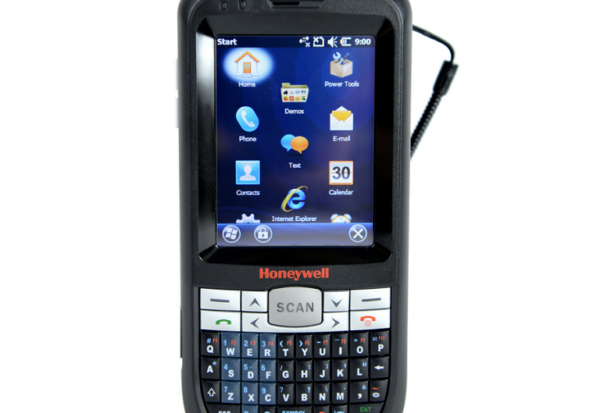 Start 9:00
Home
Power Tools
Demos
Phone
E-mail
Text
Contacts
30
Calendar
Internet Explorer
Honeywell
SCAN
Q W E R T Y U I O P
A S D F G H J K L
Z X C V B N M